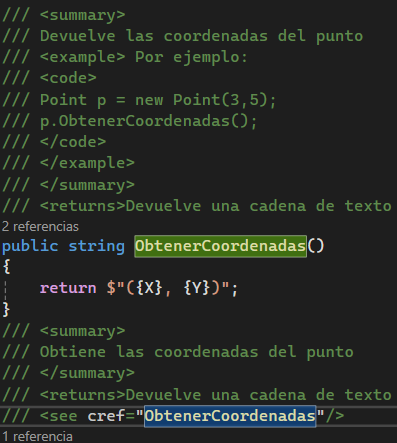 /// <summary>
/// Devuelve las coordenadas del punto
/// <example> Por ejemplo:
/// <code>
/// Point p = new Point(3,5);
/// p.ObtenerCoordenadas();
/// </code>
/// </example>
/// </summary>
/// <returns>Devuelve una cadena de texto
2 referencias
public string ObtenerCoordenadas()
{
return $"({X}, {Y})";
}
/// <summary>
/// Obtiene las coordenadas del punto
/// </summary>
/// <returns>Devuelve una cadena de texto
/// <see cref="ObtenerCoordenadas"/>
1 referencia